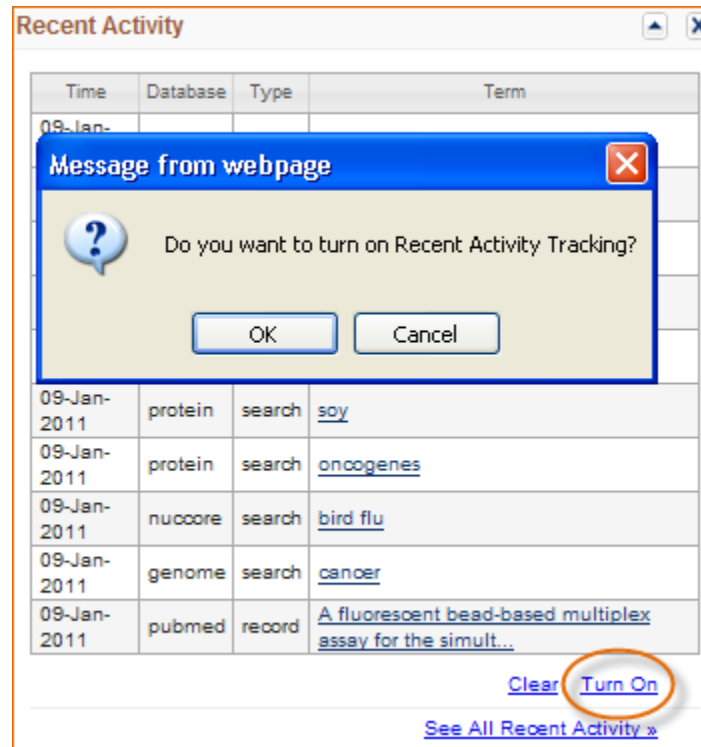 Recent Activity
Time Database Type Term
09-Jan-
Message from webpage
Do you want to turn on Recent Activity Tracking?
OK Cancel
09-Jan-
2011 protein search soy
09-Jan-
2011 protein search oncogenes
09-Jan-
2011 nuccore search bird flu
09-Jan-
2011 genome search cancer
09-Jan-
2011 pubmed record A fluorescent bead-based multiplex
assay for the simult...
Clear Turn On
See All Recent Activity »